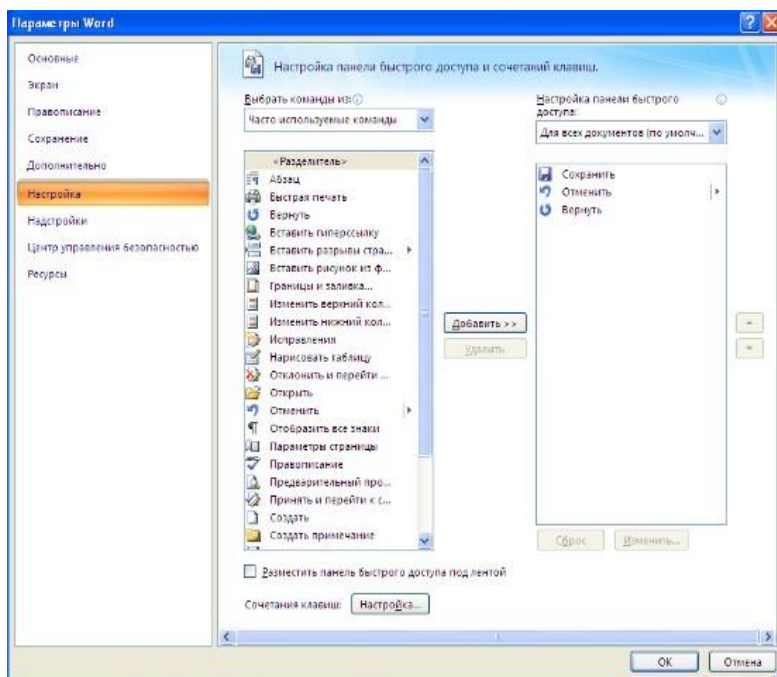 Параметры Word
Основные
Экран
Правописание
Сохранение
Дополнительно
Настройка
Надстройки
Центр управления безопасностью
Ресурсы
Настройка панели быстрого доступа и сочетаний клавиш.
Выбрать команды из:
Часто используемые команды
<Разделитель>
Абзац
Быстрая печать
Вернуть
Вставить гиперссылку
Вставить разрывы стра...
Вставить рисунок из ф...
Границы и заливка...
Изменить верхний кол...
Изменить нижний кол...
Исправления
Нарисовать таблицу
Отклонить и перейти ...
Открыть
Отменить
Отобразить все знаки
Параметры страницы
Правописание
Предварительный про...
Принять и перейти к с...
Создать
Создать примечание
Добавить >>
Удалить
Настройка панели быстрого
доступа:
Для всех документов (по умолч...
Сохранить
Отменить
Вернуть
Сброс
Изменить...
Разместить панель быстрого доступа под лентой
Сочетания клавиш:
Настройка...
ОК
Отмена